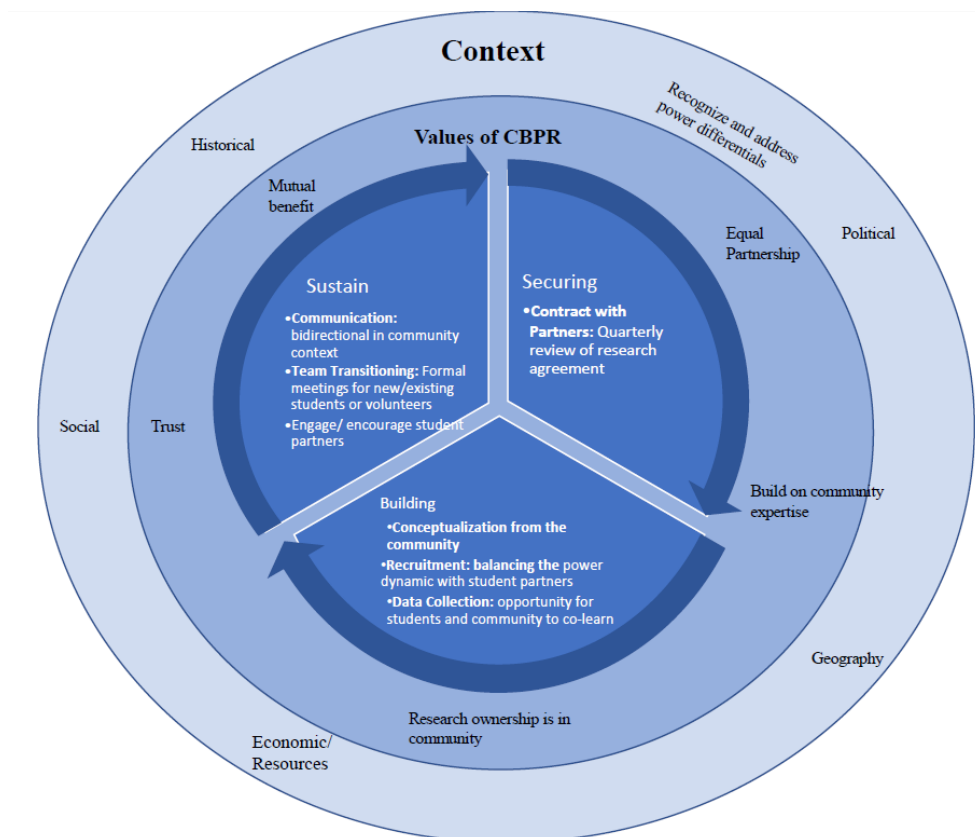 Context
Recognize and address
power differentials
Historical
Values of CBPR
Mutual
benefit
Equal
Partnership
Political
Sustain
•Communication:
bidirectional in community
context
•Team Transitioning: Formal
meetings for new/existing
students or volunteers
•Engage/ encourage student
partners
Securing
•Contract with
Partners: Quarterly
review of research
agreement
Social
Trust
Build on community
expertise
Building
•Conceptualization from the
community
•Recruitment: balancing the power
dynamic with student partners
•Data Collection: opportunity for
students and community to co-learn
Geography
Research ownership is in
community
Economic/
Resources